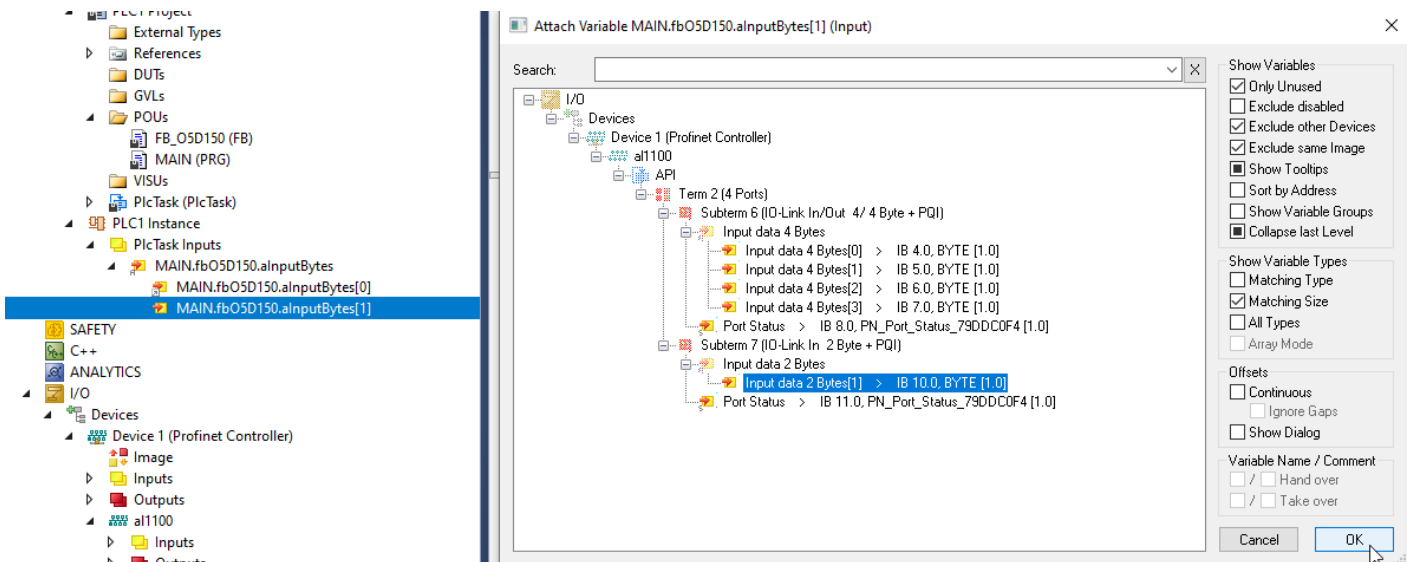 PLC1 Project
External Types
References
DUTs
GVLs
POUs
FB_O5D150 (FB)
MAIN (PRG)
VISUs
PlcTask (PlcTask)
PLC1 Instance
PlcTask Inputs
MAIN.fbO5D150.aInputBytes
MAIN.fbO5D150.aInputBytes[0]
MAIN.fbO5D150.aInputBytes[1]
SAFETY
C++
ANALYTICS
I/O
Devices
Device 1 (Profinet Controller)
Image
Inputs
Outputs
al1100
Inputs
Outputs
Attach Variable MAIN.fbO5D150.aInputBytes[1] (Input)
Search:
X
I/O
Devices
Device 1 (Profinet Controller)
al1100
API
Term 2 (4 Ports)
Subterm 6 (IO-Link In/Out 4/ 4 Byte + PQI)
Input data 4 Bytes
Input data 4 Bytes[0] > IB 4.0, BYTE [1.0]
Input data 4 Bytes[1] > IB 5.0, BYTE [1.0]
Input data 4 Bytes[2] > IB 6.0, BYTE [1.0]
Input data 4 Bytes[3] > IB 7.0, BYTE [1.0]
Port Status > IB 8.0, PN_Port_Status_79DDC0F4 [1.0]
Subterm 7 (IO-Link In 2 Byte + PQI)
Input data 2 Bytes
Input data 2 Bytes[1] > IB 10.0, BYTE [1.0]
Port Status > IB 11.0, PN_Port_Status_79DDC0F4 [1.0]
Show Variables
Only Unused
Exclude disabled
Exclude other Devices
Exclude same Image
Show Tooltips
Sort by Address
Show Variable Groups
Collapse last Level
Show Variable Types
Matching Type
Matching Size
All Types
Array Mode
Offsets
Continuous
Ignore Gaps
Show Dialog
Variable Name / Comment
/ Hand over
/ Take over
Cancel
OK